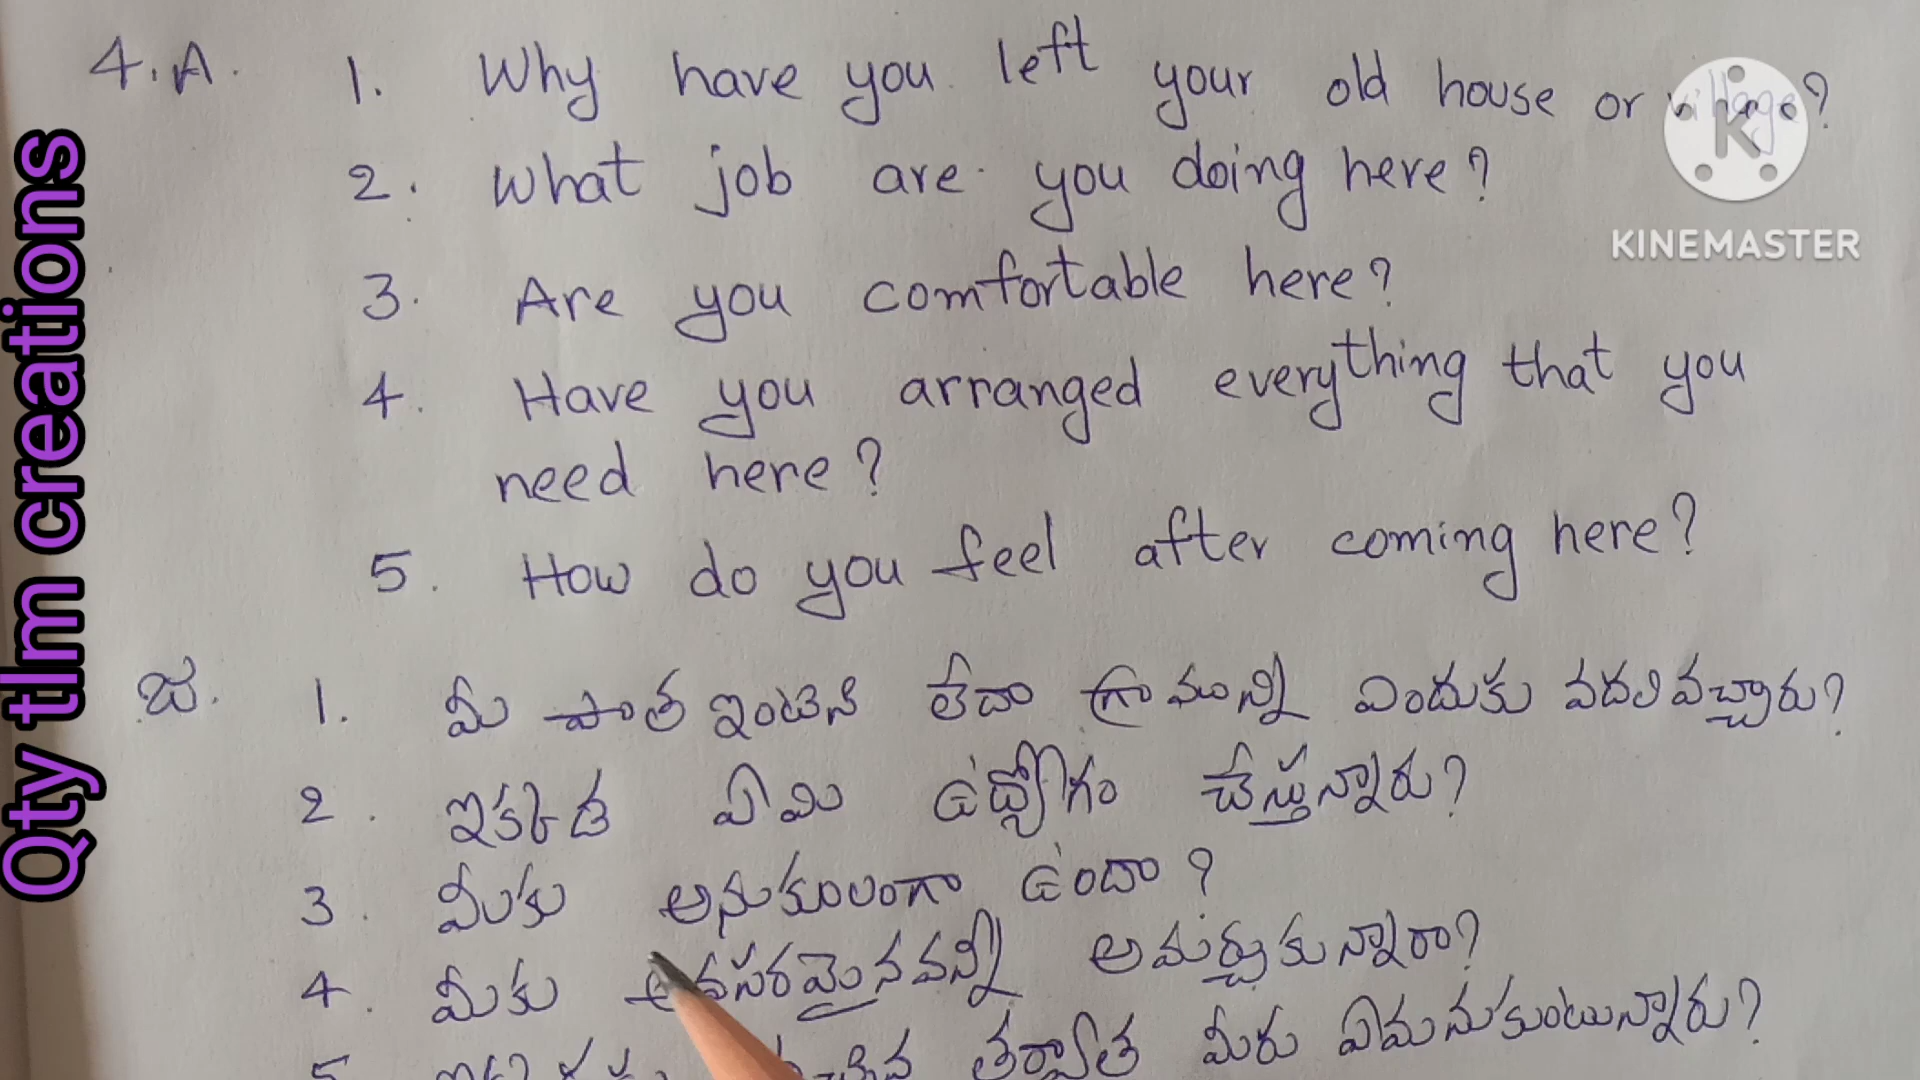 4.A. 1. Why have you left your old house or village?
2. What job are you doing here?
3. Are you comfortable here?
4. Have you arranged everything that you
need here?
5. How do you feel after coming here?
జ. 1. మీ పాత ఇంటిని లేదా గ్రామాన్ని ఎందుకు వదలి వచ్చారు?
2. ఇక్కడ ఏమి ఉద్యోగం చేస్తున్నారు?
3. మీకు అనుకూలంగా ఉందా?
4. మీకు అవసరమైనవన్నీ అమర్చుకున్నారా?
5. తర్వాత మీరు ఏమనుకుంటున్నారు?
Qty tlm creations
K
KINEMASTER